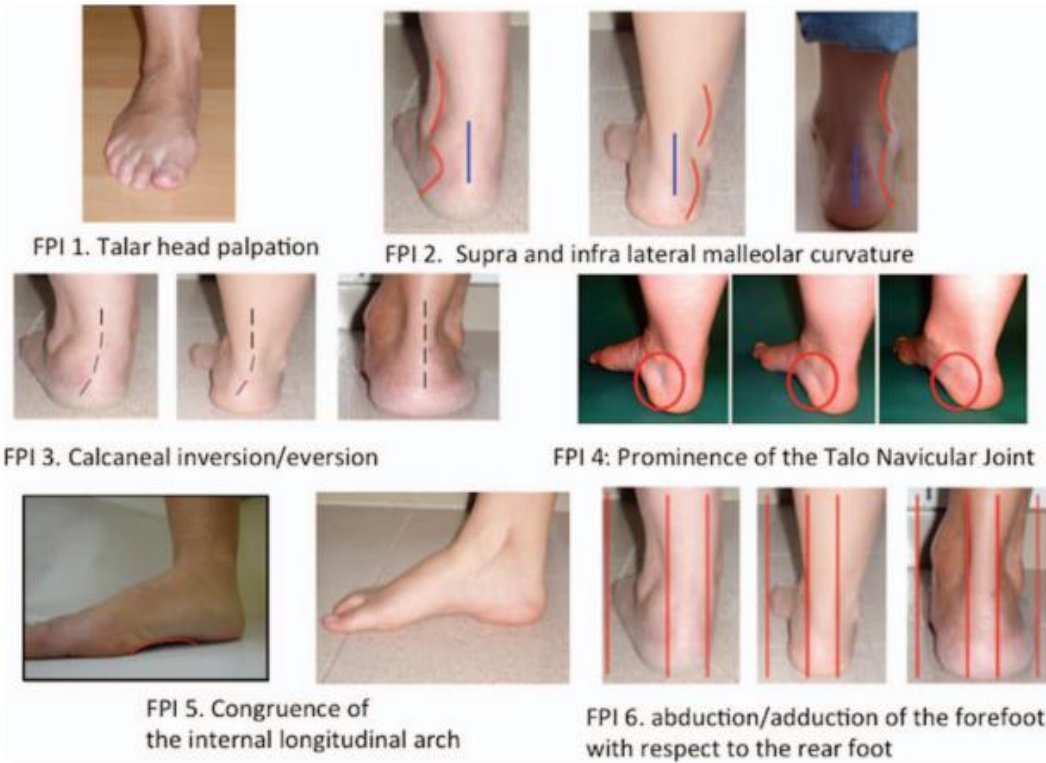 FPI 1. Talar head palpation
FPI 2. Supra and infra lateral malleolar curvature
FPI 3. Calcaneal inversion/eversion
FPI 4: Prominence of the Talo Navicular Joint
FPI 5. Congruence of
the internal longitudinal arch
FPI 6. abduction/adduction of the forefoot
with respect to the rear foot